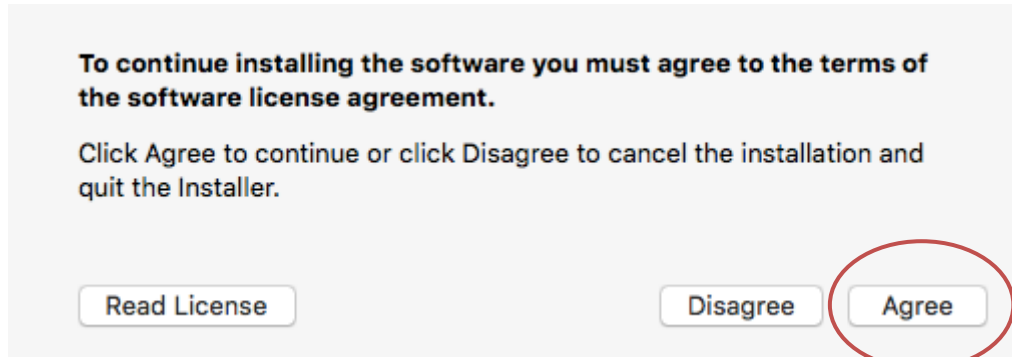 To continue installing the software you must agree to the terms of
the software license agreement.
Click Agree to continue or click Disagree to cancel the installation and
quit the Installer.
Read License
Disagree
Agree